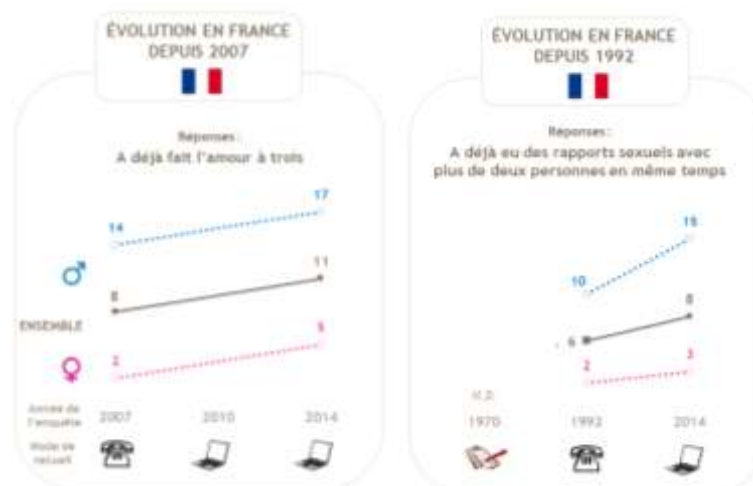 ÉVOLUTION EN FRANCE
DEPUIS 2007
Réponses :
A déjà fait l'amour à trois
14
17
8
11
ENSEMBLE
2
5
Année de
l'enquête
2007
2010
2014
Mode de
recueil
ÉVOLUTION EN FRANCE
DEPUIS 1992
Réponses :
A déjà eu des rapports sexuels avec
plus de deux personnes en même temps
10
15
6
8
2
3
1970
1992
2014